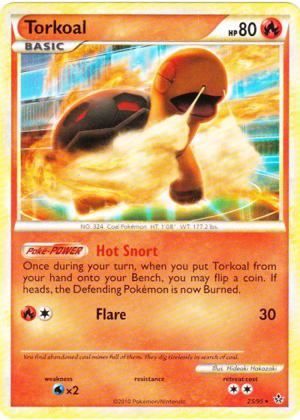 Torkoal HP 80
BASIC
NO. 324 Coal Pokémon HT: 1'08" WT: 177.2 lbs.
Poké-POWER Hot Snort
Once during your turn, when you put Torkoal from
your hand onto your Bench, you may flip a coin. If
heads, the Defending Pokémon is now Burned.
Flare 30
You find abandoned coal mines full of them. They dig tirelessly in search of coal.
Illus. Hideaki Hakozaki
weakness resistance retreat cost
×2
©2010 Pokémon/Nintendo 25/95